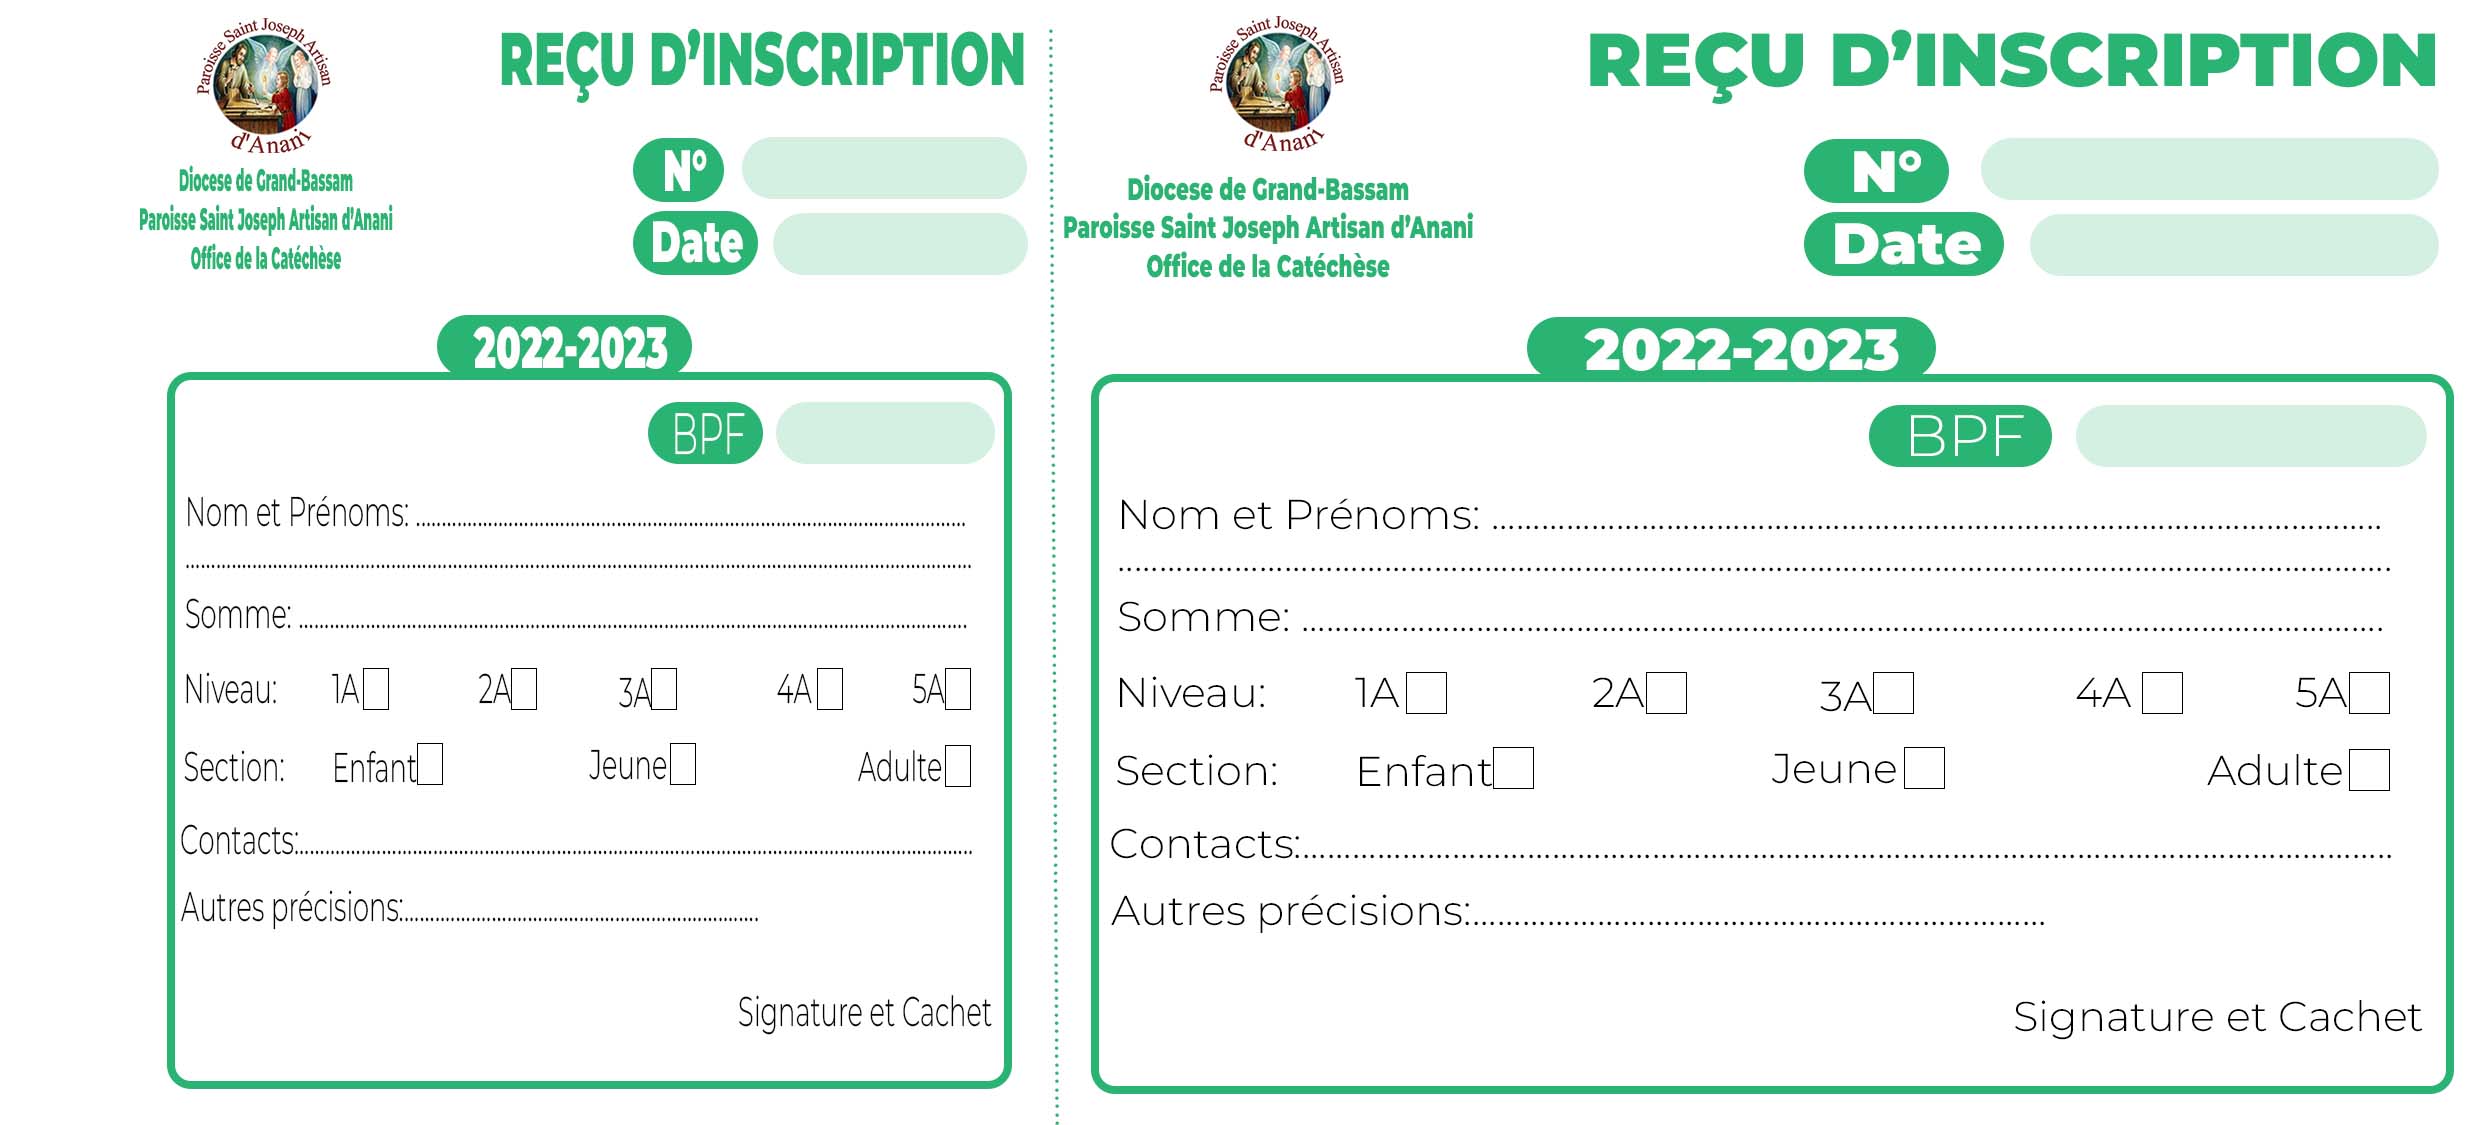 Paroisse Saint Joseph Artisan
d'Anani
Diocese de Grand-Bassam
Paroisse Saint Joseph Artisan d’Anani
Office de la Catéchèse
REÇU D’INSCRIPTION
N°
Date
2022-2023
BPF
Nom et Prénoms: ..........................................................................................
..........................................................................................
Somme: ..........................................................................................
Niveau: 1A 2A 3A 4A 5A
Section: Enfant Jeune Adulte
Contacts:..........................................................................................
Autres précisions:............................................................
Signature et Cachet
Paroisse Saint Joseph Artisan
d'Anani
Diocese de Grand-Bassam
Paroisse Saint Joseph Artisan d’Anani
Office de la Catéchèse
REÇU D’INSCRIPTION
N°
Date
2022-2023
BPF
Nom et Prénoms: ..........................................................................................
..........................................................................................
Somme: ..........................................................................................
Niveau: 1A 2A 3A 4A 5A
Section: Enfant Jeune Adulte
Contacts:..........................................................................................
Autres précisions:............................................................
Signature et Cachet